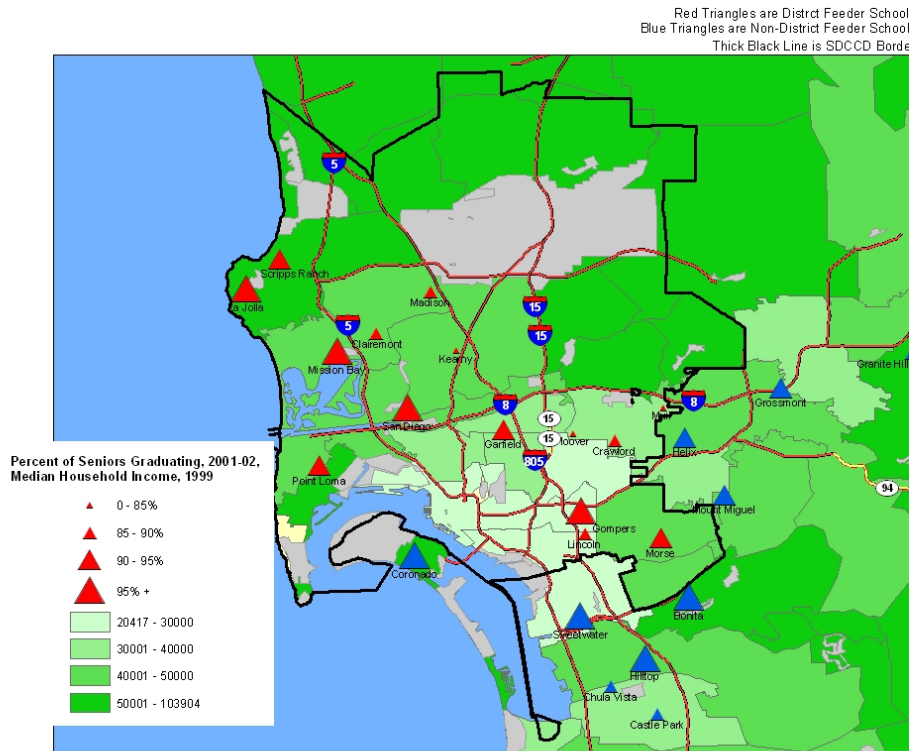 Red Triangles are Distrct Feeder School
Blue Triangles are Non-District Feeder School
Thick Black Line is SDCCD Borde
5
Scripps Ranch
La Jolla
Madison
15
5
15
Clairemont
Kearny
Mission Bay
Granite Hill
Grossmont
8
8
Muir
San Diego
15
Garfield
15
Hoover
Crawford
Helix
805
Percent of Seniors Graduating, 2001-02,
Median Household Income, 1999
Point Loma
94
Mount Miguel
0 - 85%
85 - 90%
90 - 95%
95% +
20417 - 30000
30001 - 40000
40001 - 50000
50001 - 103904
Gompers
Lincoln
Morse
Coronado
Bonita
Sweetwater
Hilltop
Chula Vista
Castle Park